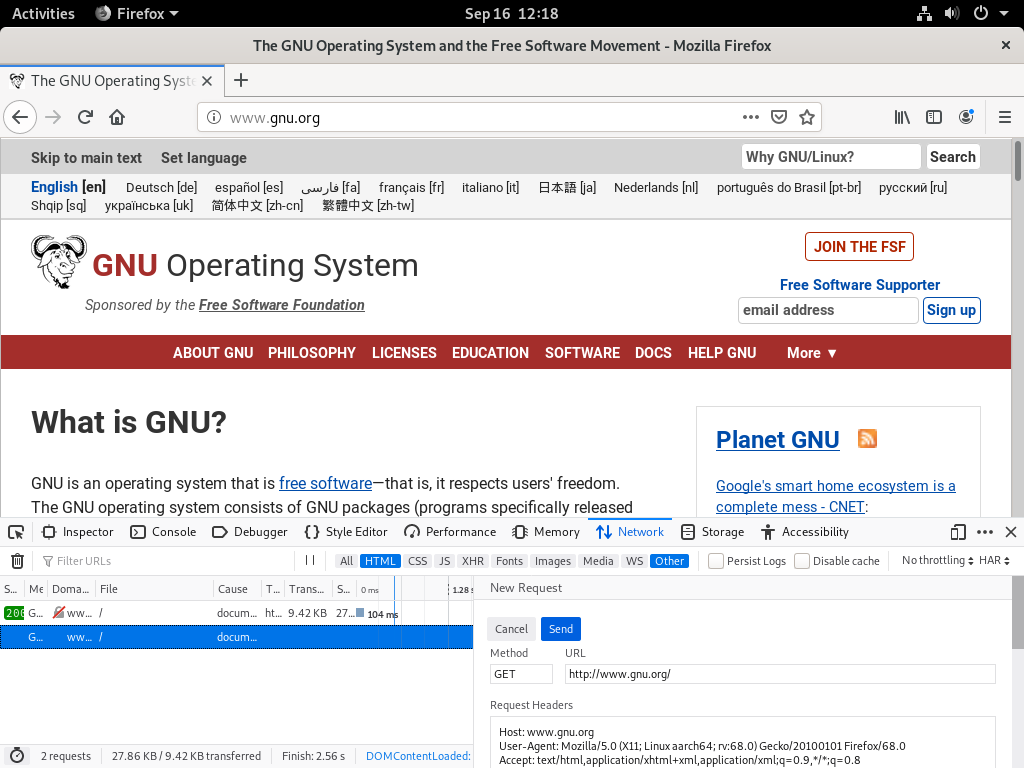 Activities Firefox Sep 16 12:18
The GNU Operating System and the Free Software Movement - Mozilla Firefox
The GNU Operating Syste
www.gnu.org
Skip to main text Set language Why GNU/Linux? Search
English [en] Deutsch [de] español [es] فارسی [fa] français [fr] italiano [it] 日本語 [ja] Nederlands [nl] português do Brasil [pt-br] русский [ru]
Shqip [sq] українська [uk] 简体中文 [zh-cn] 繁體中文 [zh-tw]
JOIN THE FSF
GNU Operating System
Free Software Supporter
Sponsored by the Free Software Foundation
email address Sign up
ABOUT GNU PHILOSOPHY LICENSES EDUCATION SOFTWARE DOCS HELP GNU More ▼
What is GNU?
GNU is an operating system that is free software—that is, it respects users' freedom.
The GNU operating system consists of GNU packages (programs specifically released
Planet GNU
Google's smart home ecosystem is a
complete mess - CNET:
Inspector Console Debugger Style Editor Performance Memory Network Storage Accessibility
Filter URLs All HTML CSS JS XHR Fonts Images Media WS Other Persist Logs Disable cache No throttling HAR
S... Me Doma... File Cause T... Trans... S... 0 ms 1.28 s
200 G... ww... / docum... ht... 9.42 KB 27... 104 ms
G... ww... / docum...
2 requests 27.86 KB / 9.42 KB transferred Finish: 2.56 s DOMContentLoaded:
New Request
Cancel Send
Method URL
GET http://www.gnu.org/
Request Headers
Host: www.gnu.org
User-Agent: Mozilla/5.0 (X11; Linux aarch64; rv:68.0) Gecko/20100101 Firefox/68.0
Accept: text/html,application/xhtml+xml,application/xml;q=0.9,*/*;q=0.8